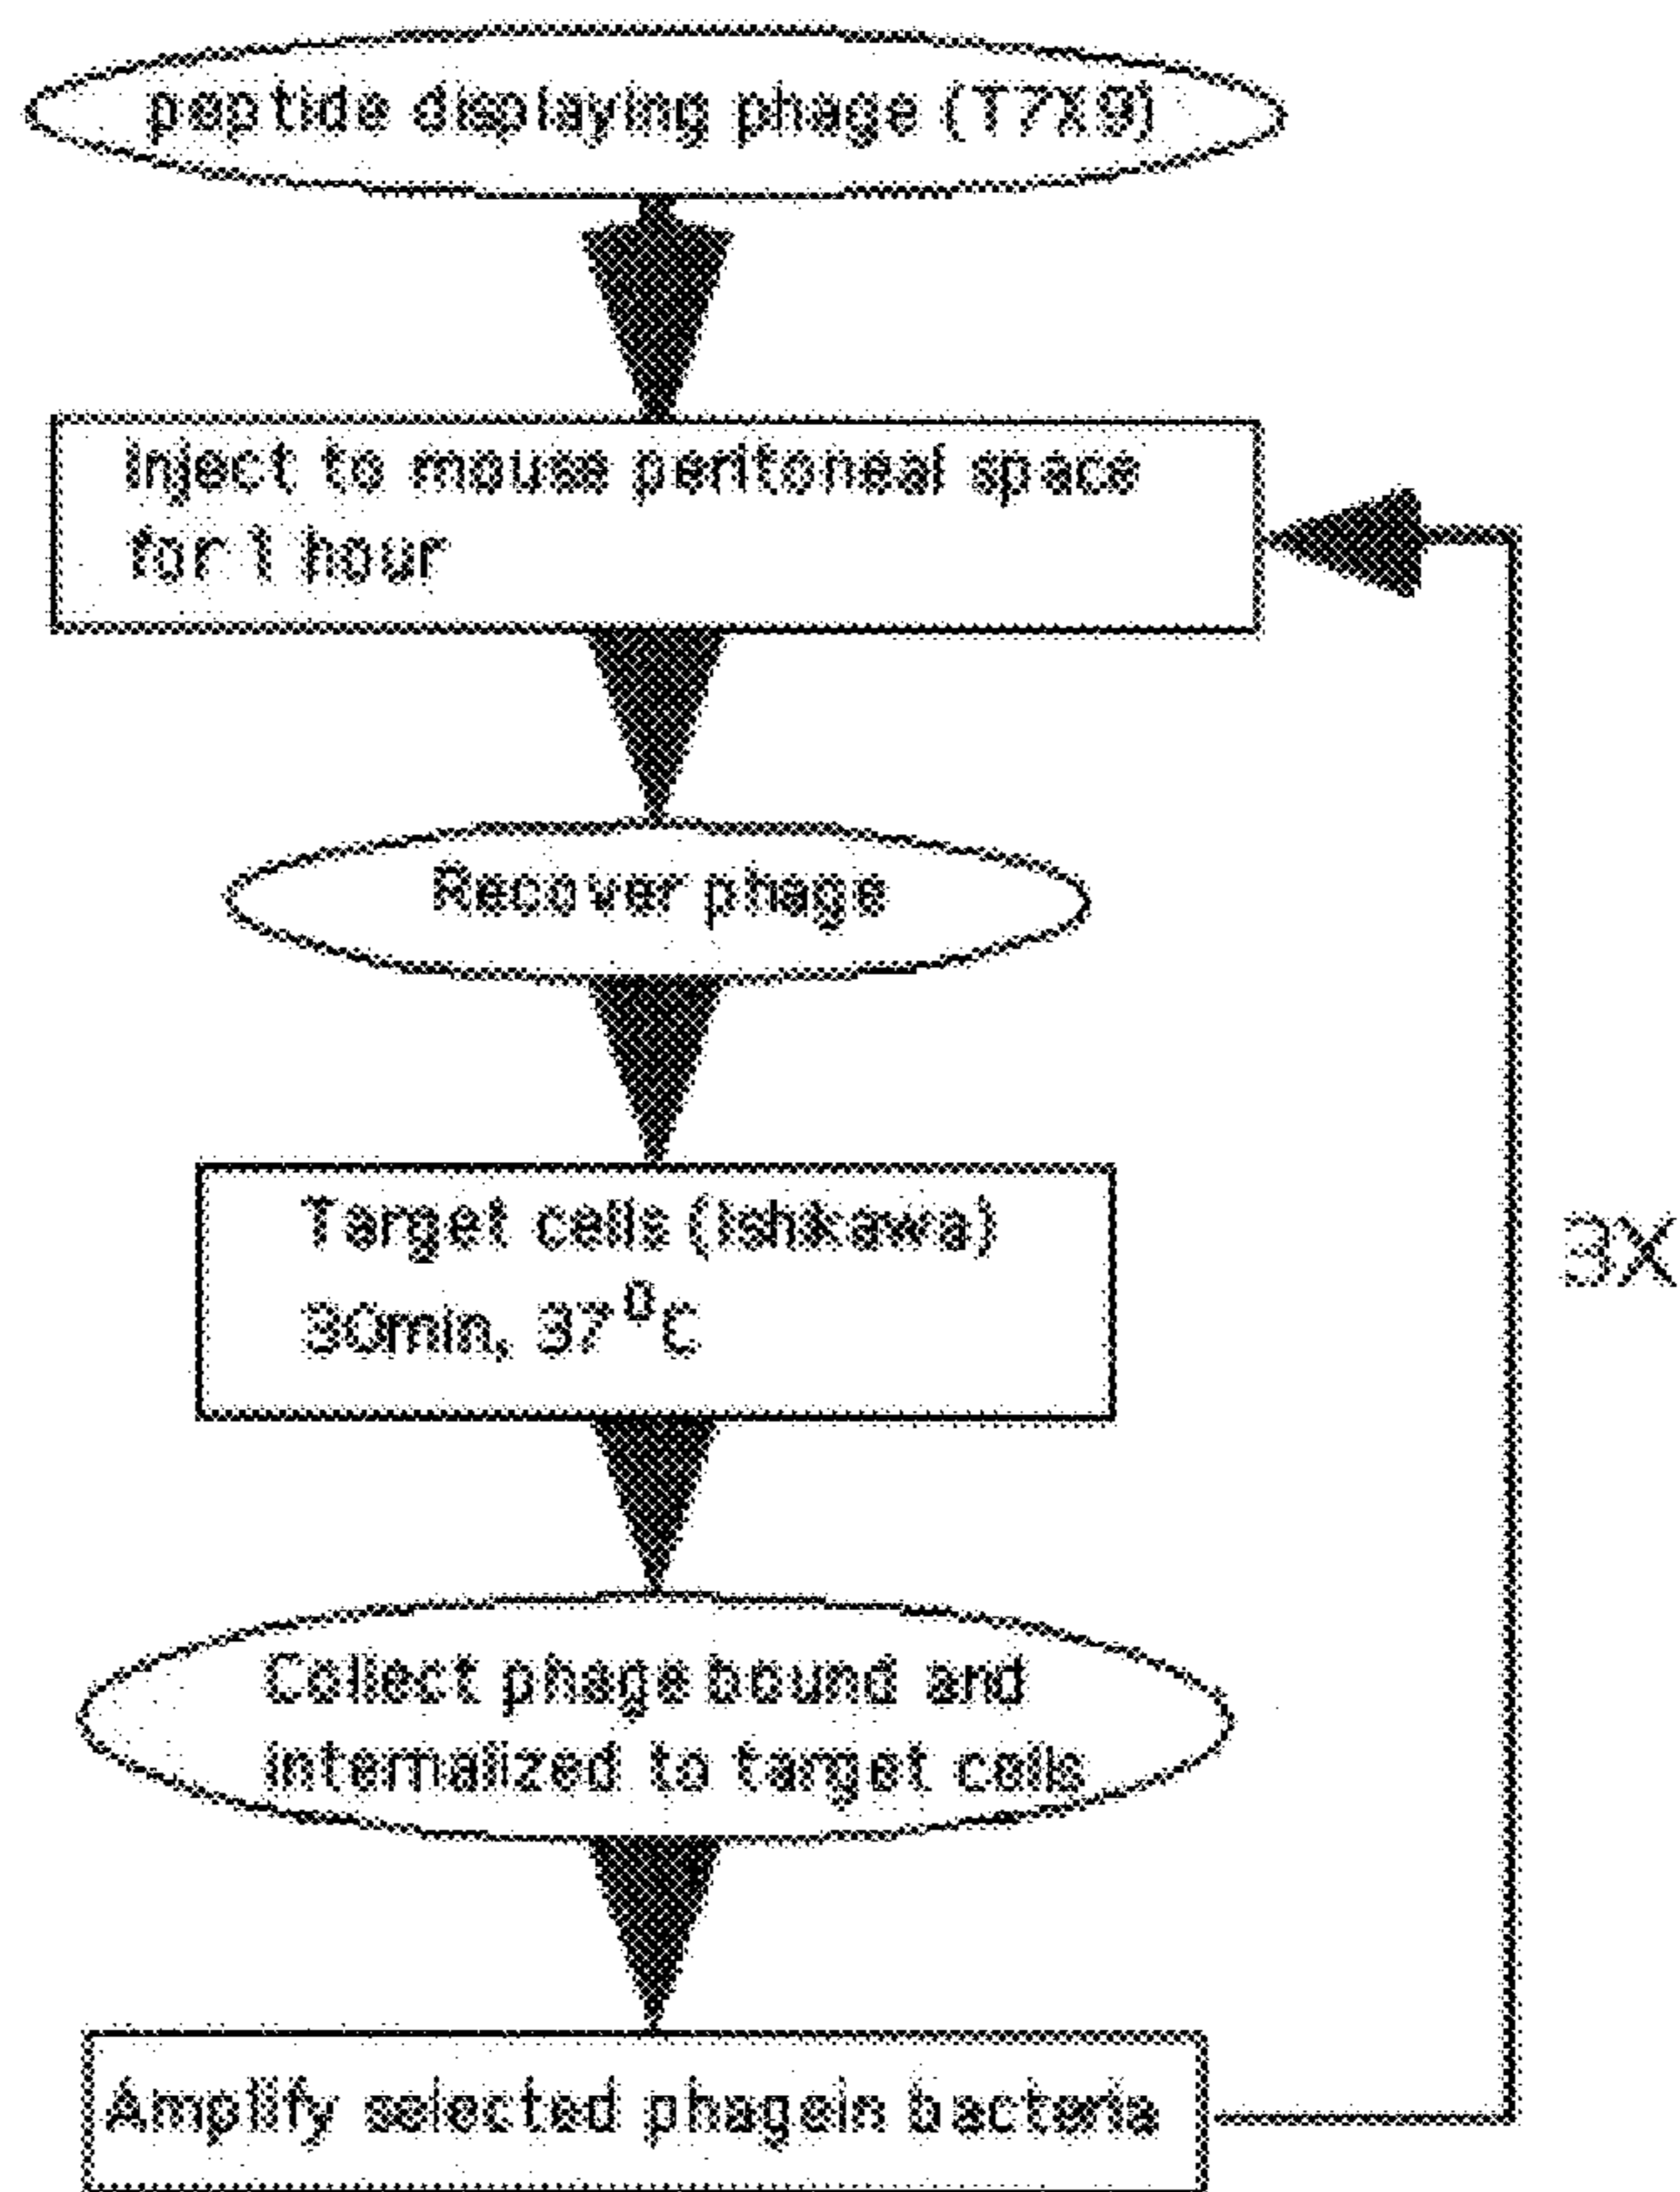 peptide displaying phage (T7X9)
Inject to mouse peritoneal space
for 1 hour
Recover phage
Target cells (Ishikawa)
30min, 37⁰C
3X
Collect phage bound and
internalized to target cells
Amplify selected phagein bacteria